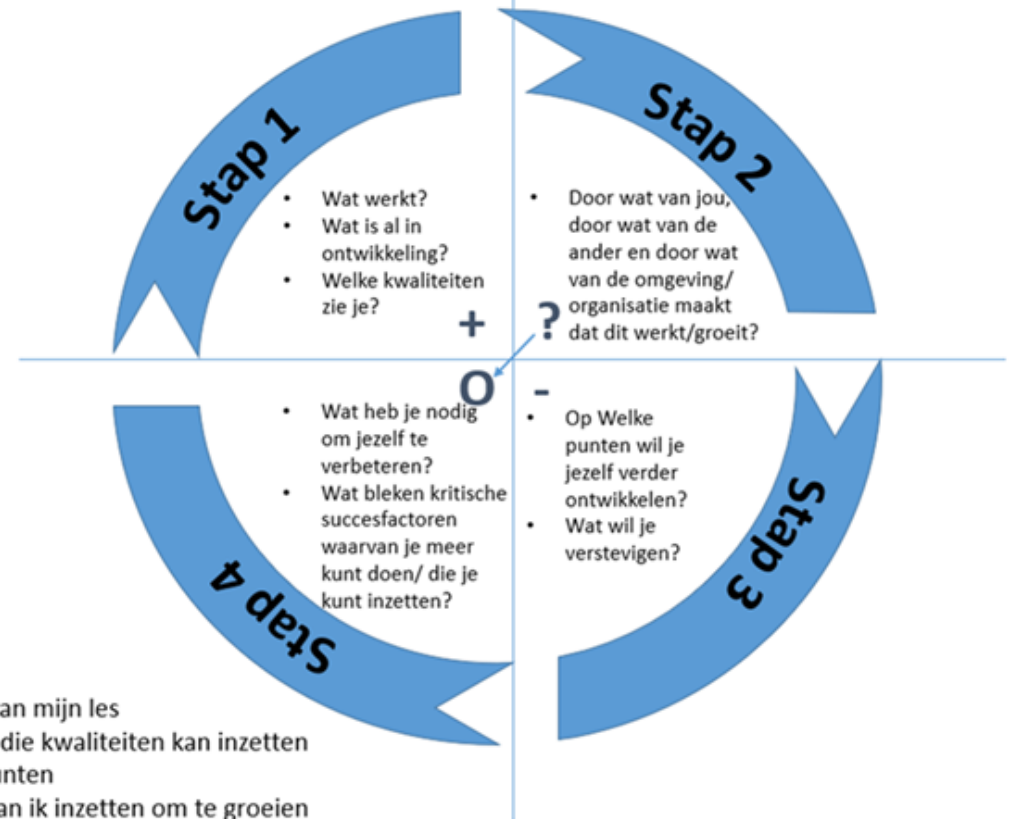 Stap 1
• Wat werkt?
• Wat is al in
ontwikkeling?
• Welke kwaliteiten
zie je?
+
Stap 2
• Door wat van jou,
door wat van de
ander en door wat
van de omgeving/
organisatie maakt
dat dit werkt/groeit?
?
-
• Op Welke
punten wil je
jezelf verder
ontwikkelen?
• Wat wil je
verstevigen?
Stap 3
O
• Wat heb je nodig
om jezelf te
verbeteren?
• Wat bleken kritische
succesfactoren
waarvan je meer
kunt doen/ die je
kunt inzetten?
Stap 4
mijn les
die kwaliteiten kan inzetten
ik inzetten om te groeien